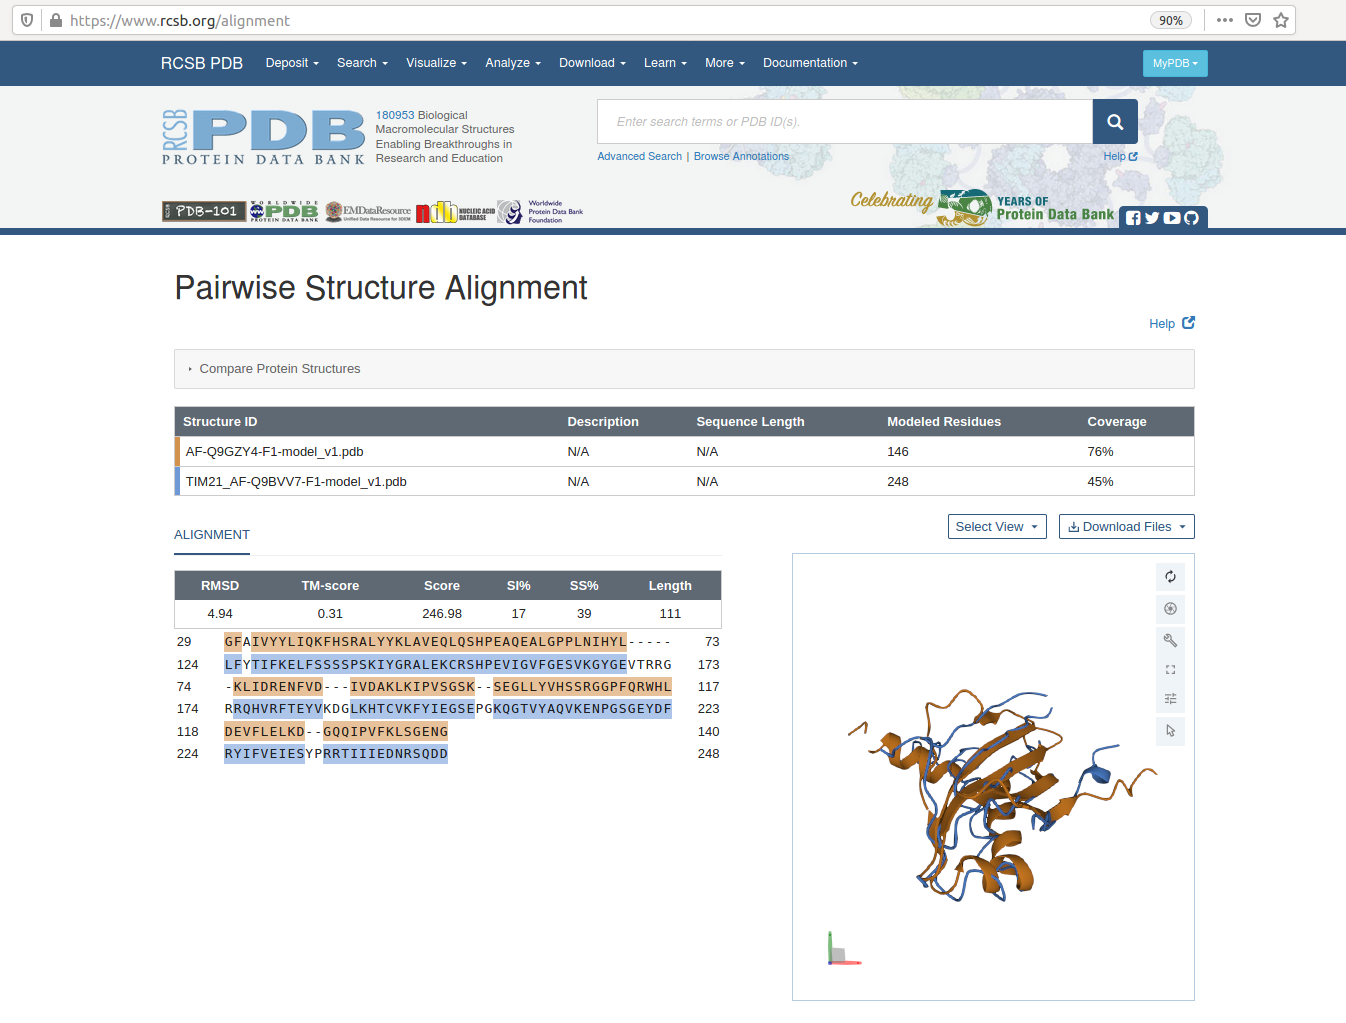 https://www.rcsb.org/alignment
90%
RCSB PDB Deposit Search Visualize Analyze Download Learn More Documentation MyPDB
RCSB PDB
PROTEIN DATA BANK
180953 Biological
Macromolecular Structures
Enabling Breakthroughs in
Research and Education
Enter search terms or PDB ID(s).
Advanced Search | Browse Annotations
Help
PDB-101
WORLDWIDE
PDB
PROTEIN DATA BANK
EMDataResource
Unified Data Resource for 3DEM
ndb NUCLEIC ACID
DATABASE
Worldwide
Protein Data Bank
Foundation
Celebrating 50 YEARS OF
Protein Data Bank
Pairwise Structure Alignment
Help
Compare Protein Structures
Structure ID Description Sequence Length Modeled Residues Coverage
AF-Q9GZY4-F1-model_v1.pdb N/A N/A 146 76%
TIM21_AF-Q9BVV7-F1-model_v1.pdb N/A N/A 248 45%
Select View Download Files
ALIGNMENT
RMSD TM-score Score SI% SS% Length
4.94 0.31 246.98 17 39 111
29 GFAIVYYLIQKFHSRALYYKLAVEQLQSHPEAQEALGPPLNIHYL----- 73
124 LFYTIFKELFSSSSPSKIYGRALEKCRSHPEVIGVFGESVKGYGEVTRRG 173
74 -KLIDRENFVD---IVDAKLKIPVSGSK--SEGLLYVHSSRGGPFQRWHL 117
174 RRQHVRFTEYVKDGLKHTCVKFYIEGSEPGKQGTVYAQVKENPGSGEYDF 223
118 DEVFLELKD--GQQIPVFKLSGENG 140
224 RYIFVEIESYPRRTIIIEDNRSQDD 248